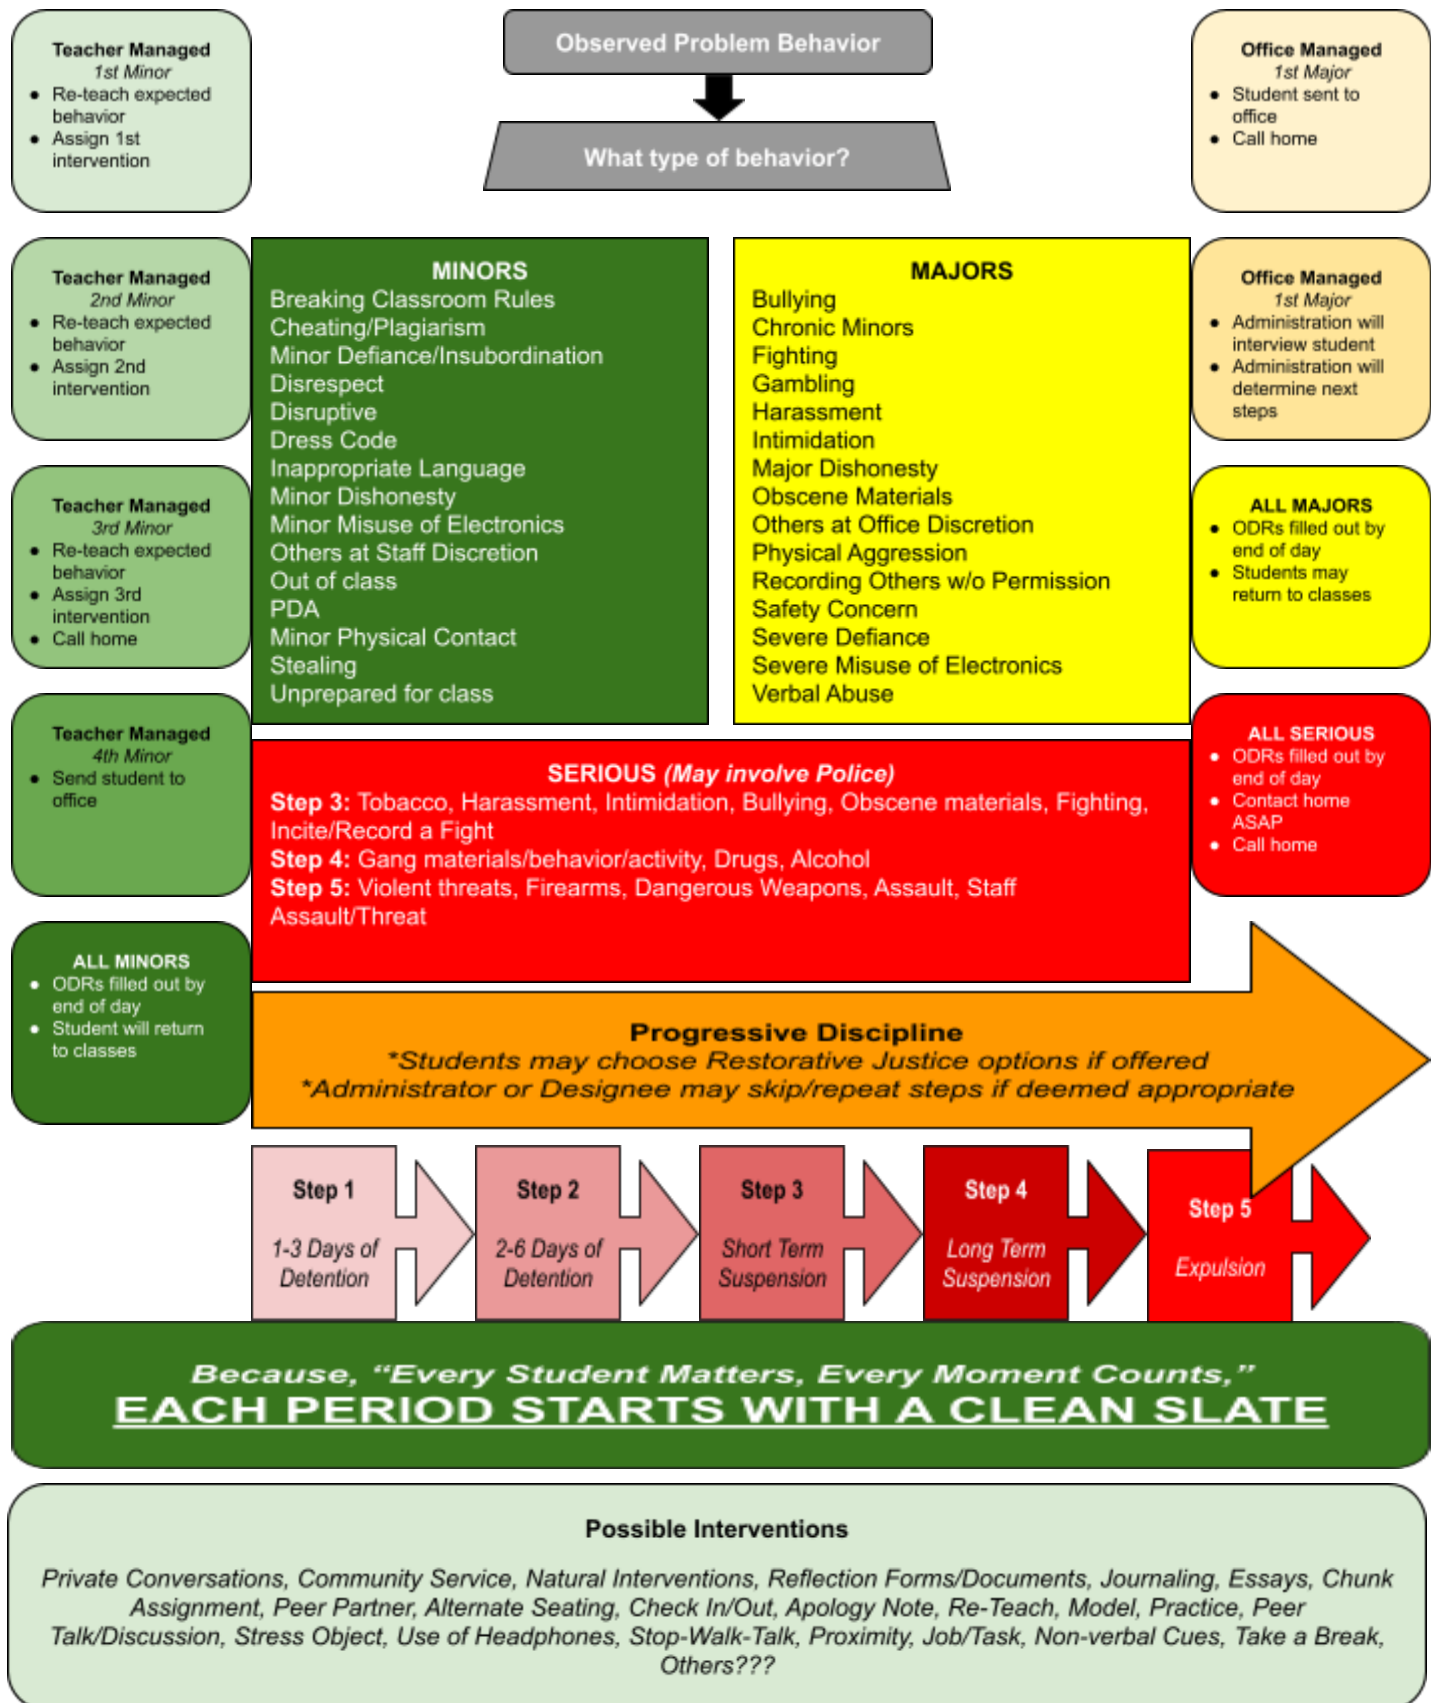 Observed Problem Behavior
What type of behavior?
Teacher Managed
1st Minor
● Re-teach expected
behavior
● Assign 1st
intervention
Teacher Managed
2nd Minor
● Re-teach expected
behavior
● Assign 2nd
intervention
Teacher Managed
3rd Minor
● Re-teach expected
behavior
● Assign 3rd
intervention
● Call home
Teacher Managed
4th Minor
● Send student to
office
ALL MINORS
● ODRs filled out by
end of day
● Student will return
to classes
MINORS
Breaking Classroom Rules
Cheating/Plagiarism
Minor Defiance/Insubordination
Disrespect
Disruptive
Dress Code
Inappropriate Language
Minor Dishonesty
Minor Misuse of Electronics
Others at Staff Discretion
Out of class
PDA
Minor Physical Contact
Stealing
Unprepared for class
MAJORS
Bullying
Chronic Minors
Fighting
Gambling
Harassment
Intimidation
Major Dishonesty
Obscene Materials
Others at Office Discretion
Physical Aggression
Recording Others w/o Permission
Safety Concern
Severe Defiance
Severe Misuse of Electronics
Verbal Abuse
Office Managed
1st Major
● Student sent to
office
● Call home
Office Managed
1st Major
● Administration will
interview student
● Administration will
determine next
steps
ALL MAJORS
● ODRs filled out by
end of day
● Students may
return to classes
ALL SERIOUS
● ODRs filled out by
end of day
● Contact home
ASAP
● Call home
SERIOUS (May involve Police)
Step 3: Tobacco, Harassment, Intimidation, Bullying, Obscene materials, Fighting,
Incite/Record a Fight
Step 4: Gang materials/behavior/activity, Drugs, Alcohol
Step 5: Violent threats, Firearms, Dangerous Weapons, Assault, Staff
Assault/Threat
Progressive Discipline
*Students may choose Restorative Justice options if offered
*Administrator or Designee may skip/repeat steps if deemed appropriate
Step 1
1-3 Days of
Detention
Step 2
2-6 Days of
Detention
Step 3
Short Term
Suspension
Step 4
Long Term
Suspension
Step 5
Expulsion
Because, “Every Student Matters, Every Moment Counts,”
EACH PERIOD STARTS WITH A CLEAN SLATE
Possible Interventions
Private Conversations, Community Service, Natural Interventions, Reflection Forms/Documents, Journaling, Essays, Chunk
Assignment, Peer Partner, Alternate Seating, Check In/Out, Apology Note, Re-Teach, Model, Practice, Peer
Talk/Discussion, Stress Object, Use of Headphones, Stop-Walk-Talk, Proximity, Job/Task, Non-verbal Cues, Take a Break,
Others???